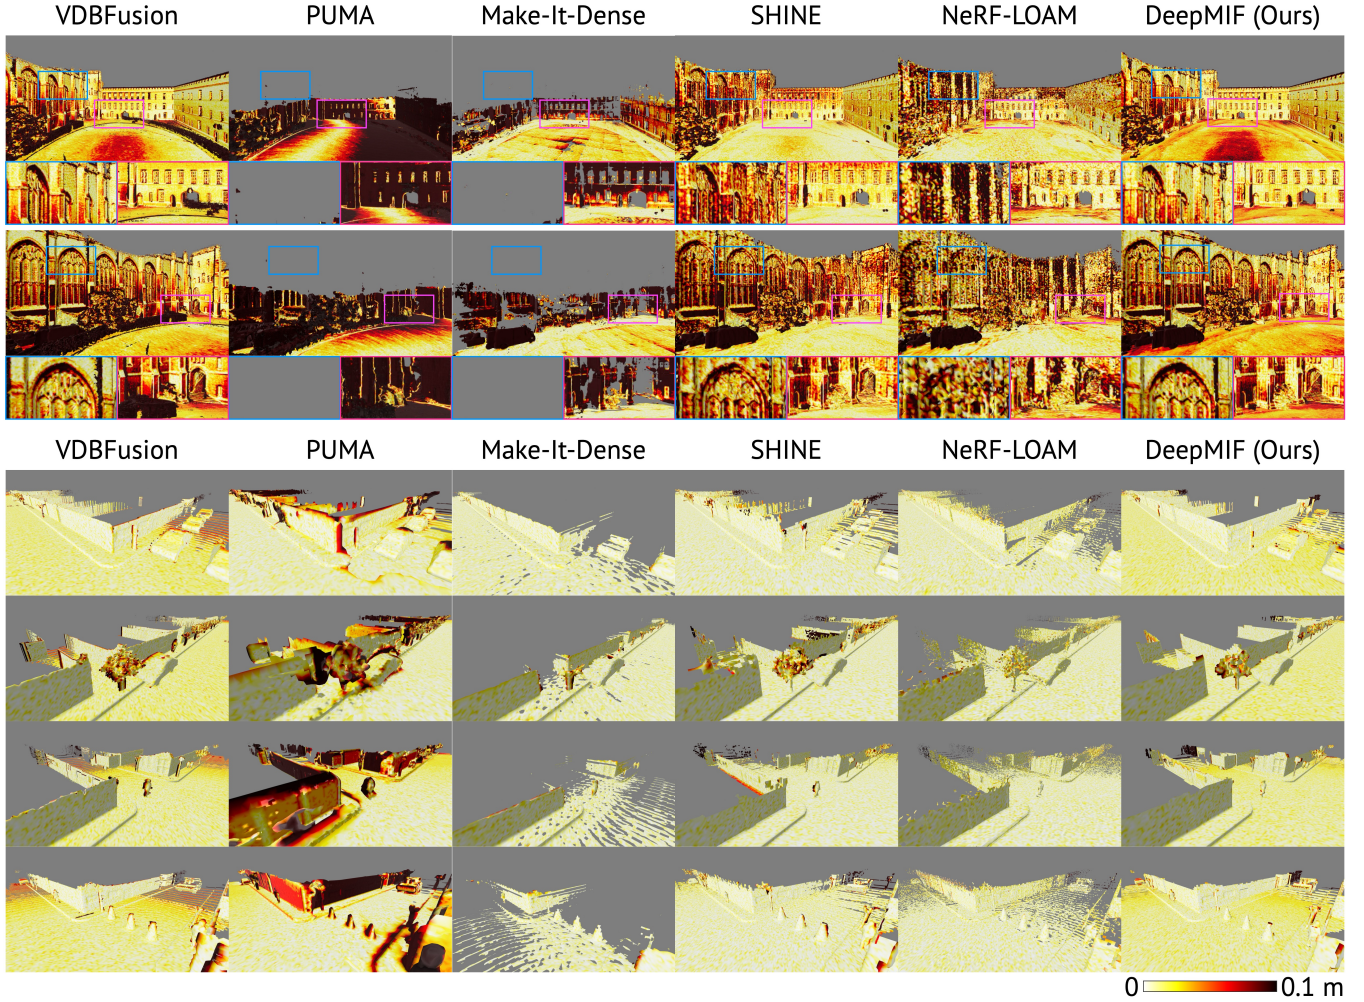 VDBFusion PUMA Make-It-Dense SHINE NeRF-LOAM DeepMIF (Ours)
VDBFusion PUMA Make-It-Dense SHINE NeRF-LOAM DeepMIF (Ours)
0 0.1 m